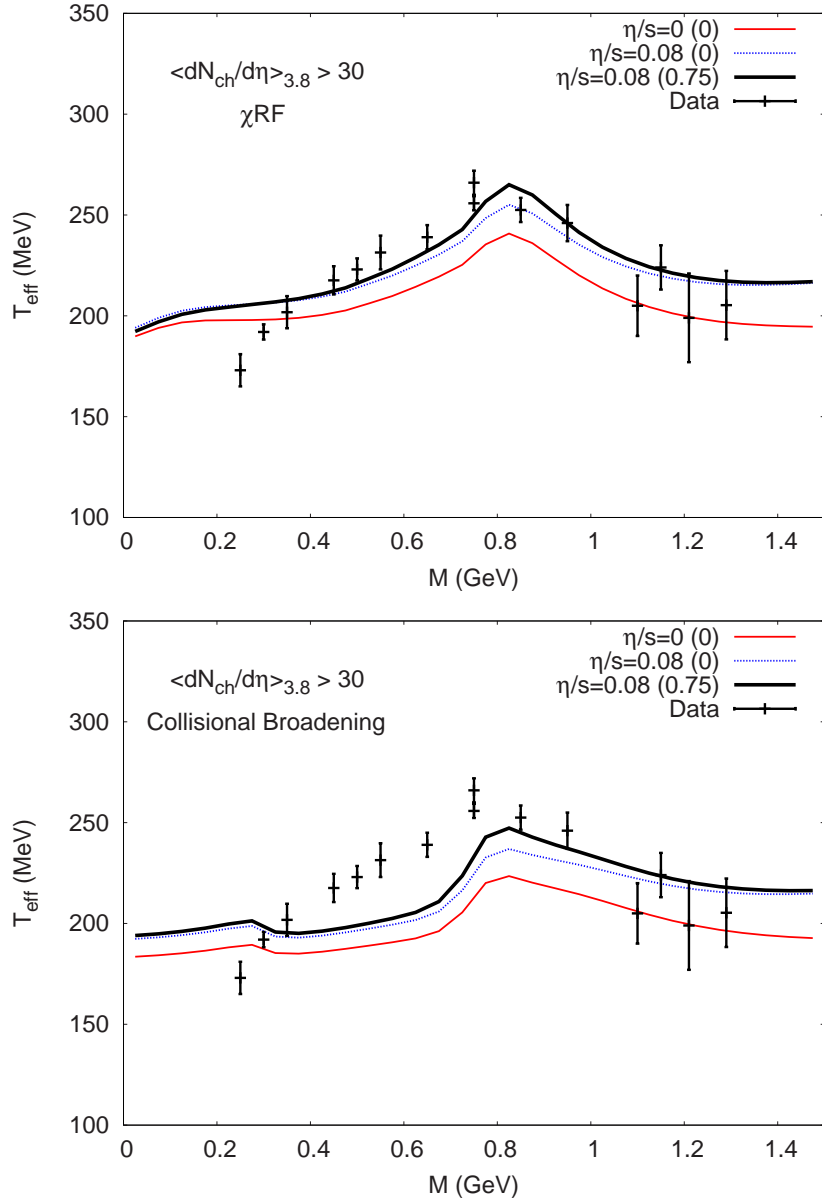 350
300
250
200
150
100
T_eff (MeV)
<dN_ch/dη>_3.8 > 30
χRF
η/s=0 (0)
η/s=0.08 (0)
η/s=0.08 (0.75)
Data
0 0.2 0.4 0.6 0.8 1 1.2 1.4
M (GeV)
350
300
250
200
150
100
T_eff (MeV)
<dN_ch/dη>_3.8 > 30
Collisional Broadening
η/s=0 (0)
η/s=0.08 (0)
η/s=0.08 (0.75)
Data
0 0.2 0.4 0.6 0.8 1 1.2 1.4
M (GeV)